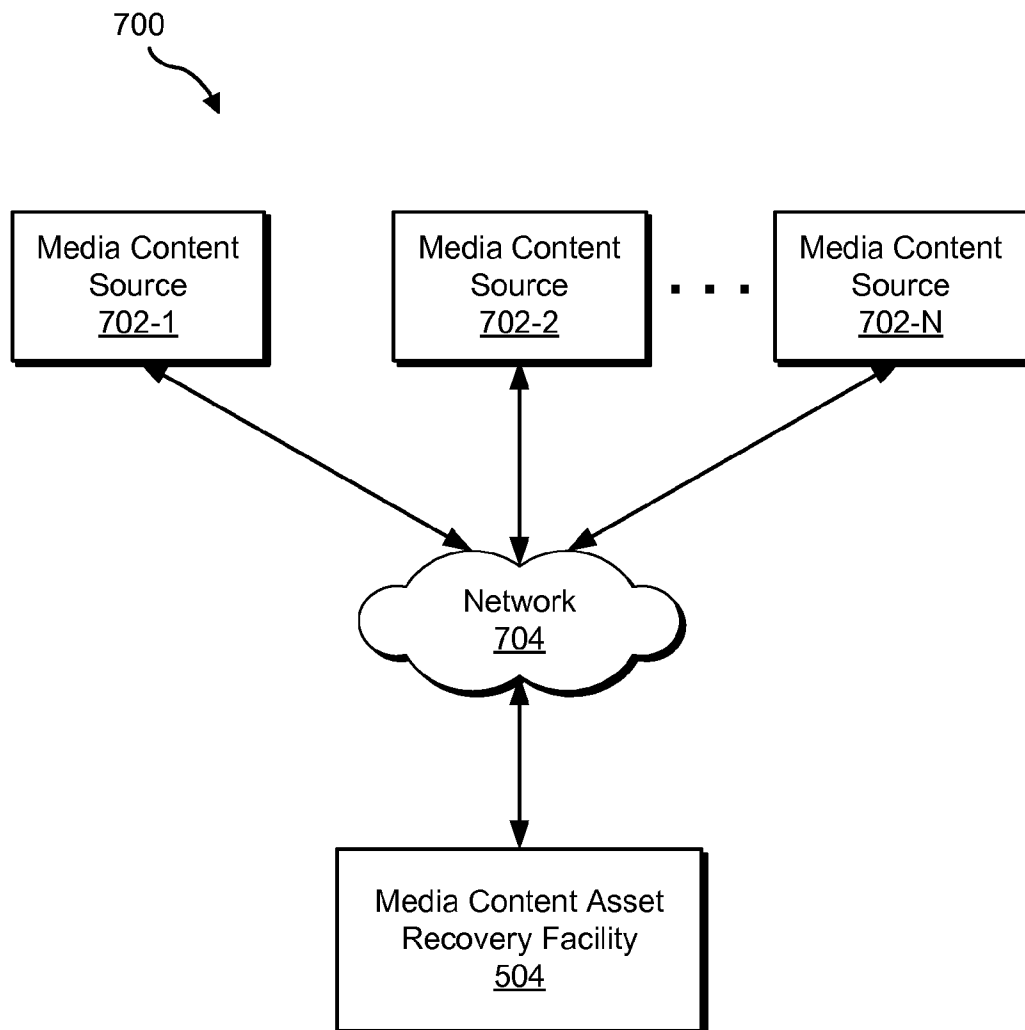 700
Media Content
Source
702-1
Media Content
Source
702-2
. . .
Media Content
Source
702-N
Network
704
Media Content Asset
Recovery Facility
504